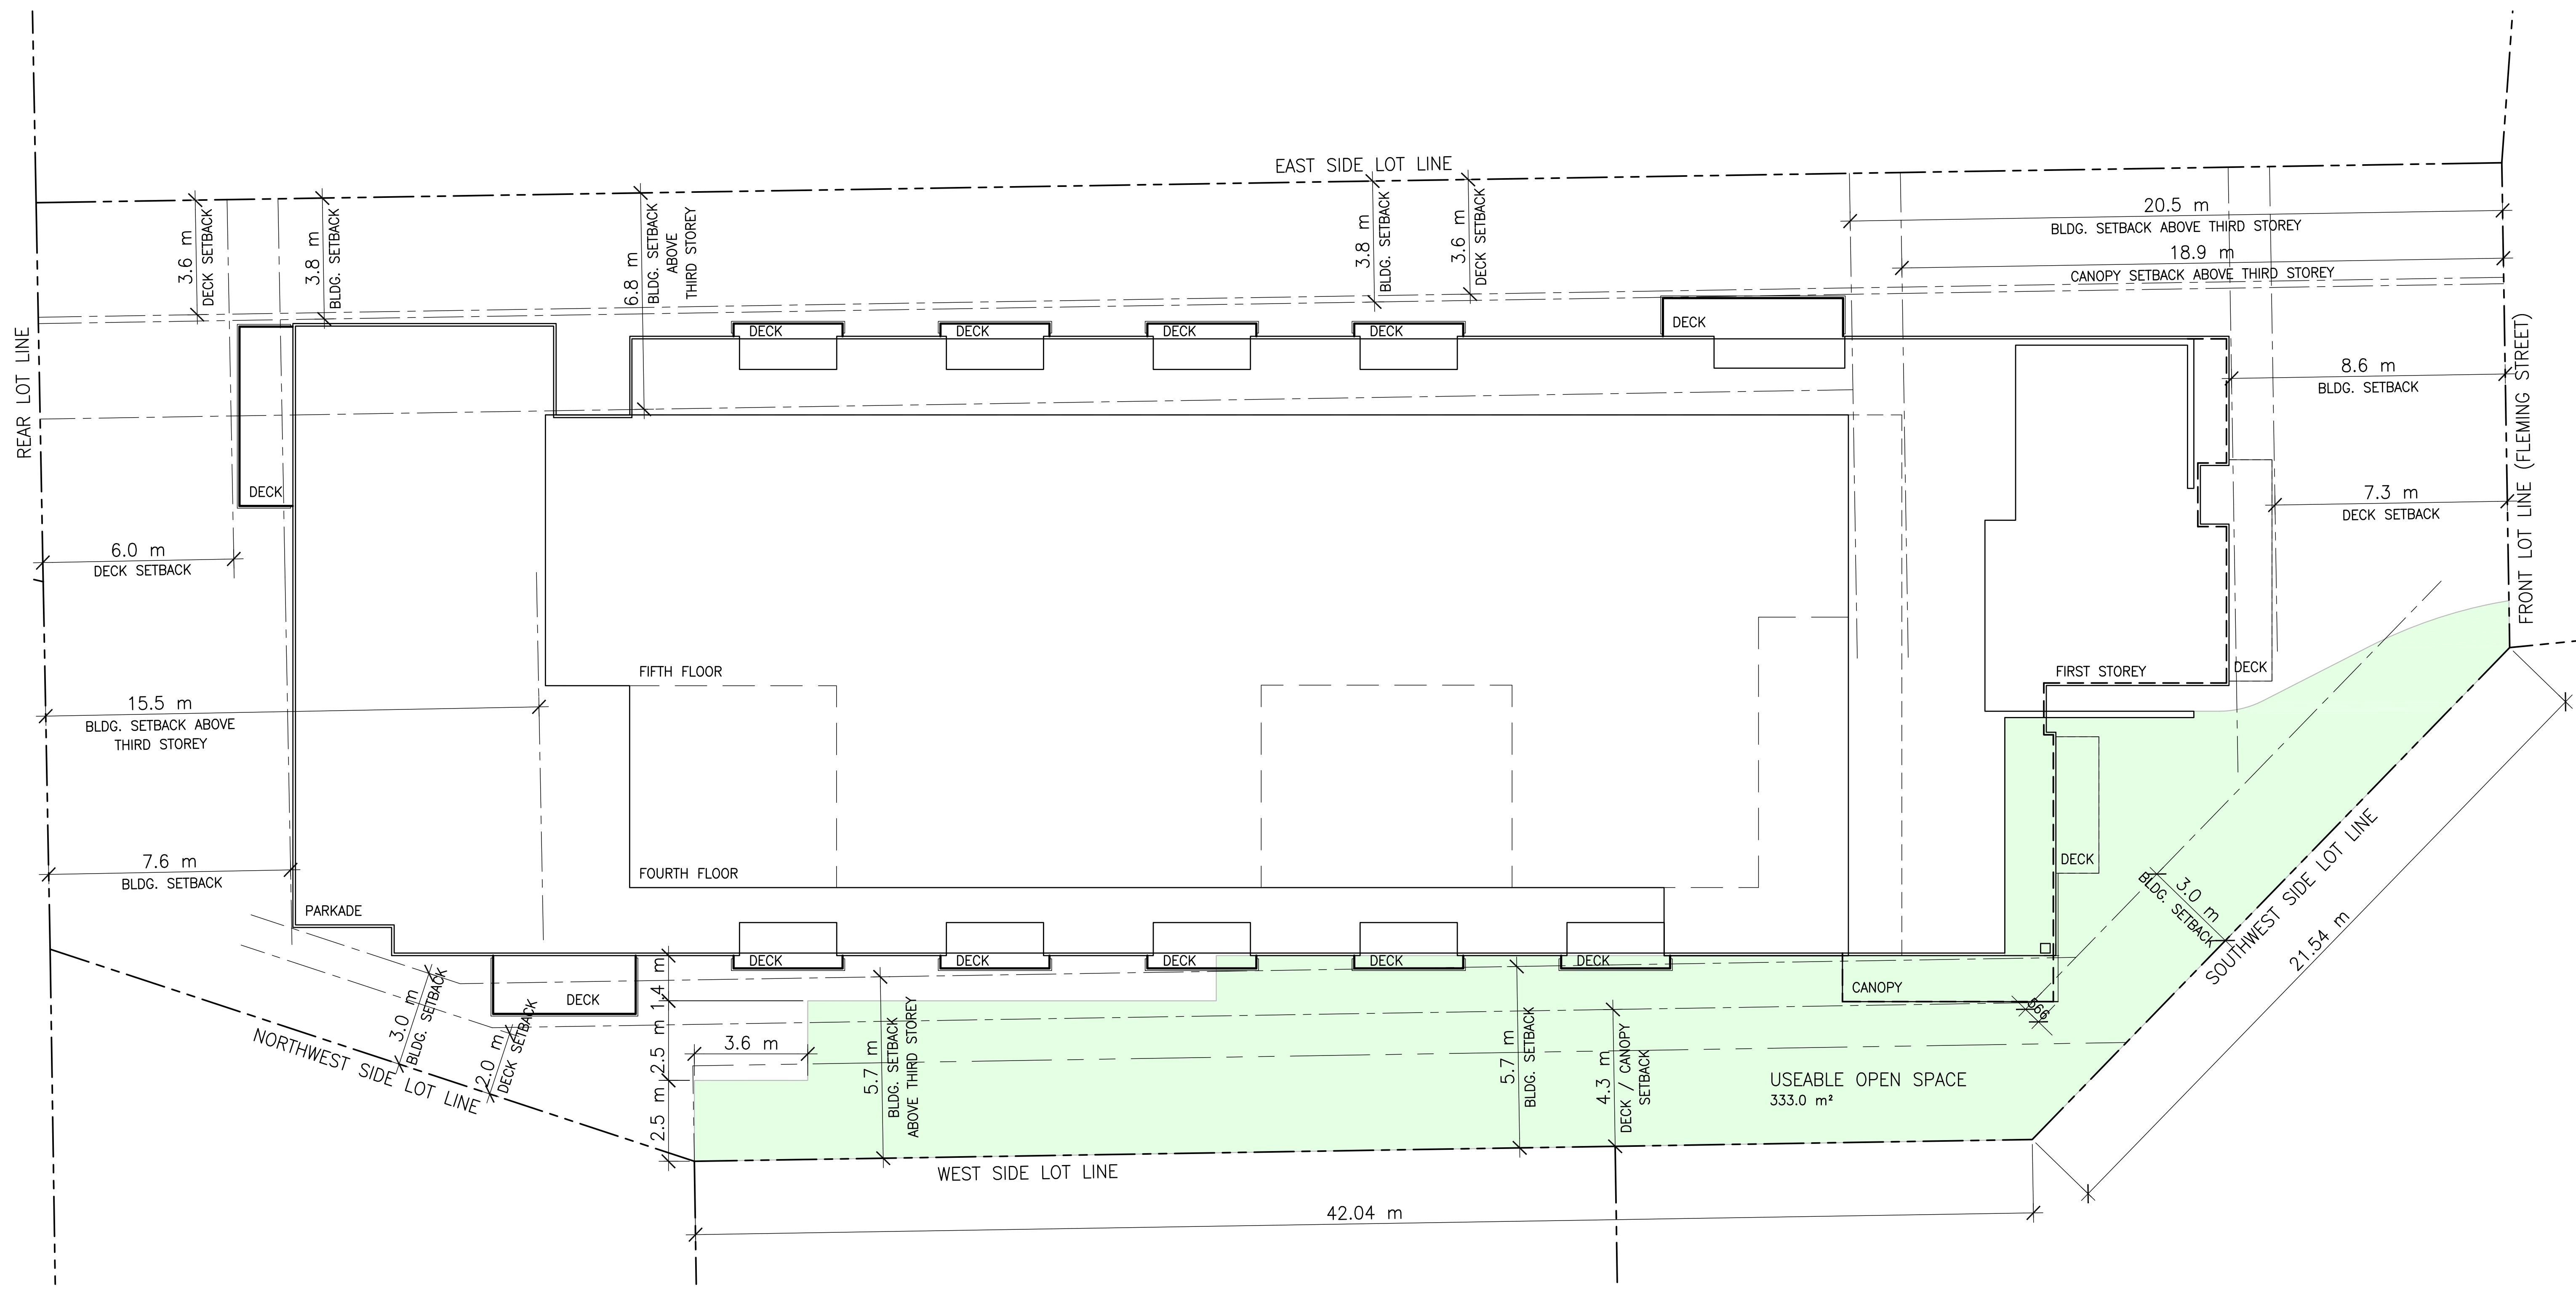 EAST SIDE LOT LINE
3.6 m
DECK SETBACK
3.8 m
BLDG. SETBACK
6.8 m
BLDG. SETBACK
ABOVE
THIRD STOREY
3.8 m
BLDG. SETBACK
3.6 m
DECK SETBACK
20.5 m
BLDG. SETBACK ABOVE THIRD STOREY
18.9 m
CANOPY SETBACK ABOVE THIRD STOREY
REAR LOT LINE
DECK
DECK
DECK
DECK
DECK
8.6 m
BLDG. SETBACK
FRONT LOT LINE (FLEMING STREET)
DECK
7.3 m
DECK SETBACK
6.0 m
DECK SETBACK
FIFTH FLOOR
FIRST STOREY
DECK
15.5 m
BLDG. SETBACK ABOVE
THIRD STOREY
7.6 m
BLDG. SETBACK
FOURTH FLOOR
DECK
3.0 m
BLDG. SETBACK
SOUTHWEST SIDE LOT LINE
21.54 m
PARKADE
DECK
DECK
DECK
DECK
DECK
DECK
CANOPY
566
3.0 m
BLDG. SETBACK
2.0 m
DECK SETBACK
NORTHWEST SIDE LOT LINE
1.4 m
2.5 m
2.5 m
3.6 m
5.7 m
BLDG. SETBACK
ABOVE THIRD STOREY
5.7 m
BLDG. SETBACK
4.3 m
DECK / CANOPY
SETBACK
USEABLE OPEN SPACE
333.0 m²
WEST SIDE LOT LINE
42.04 m